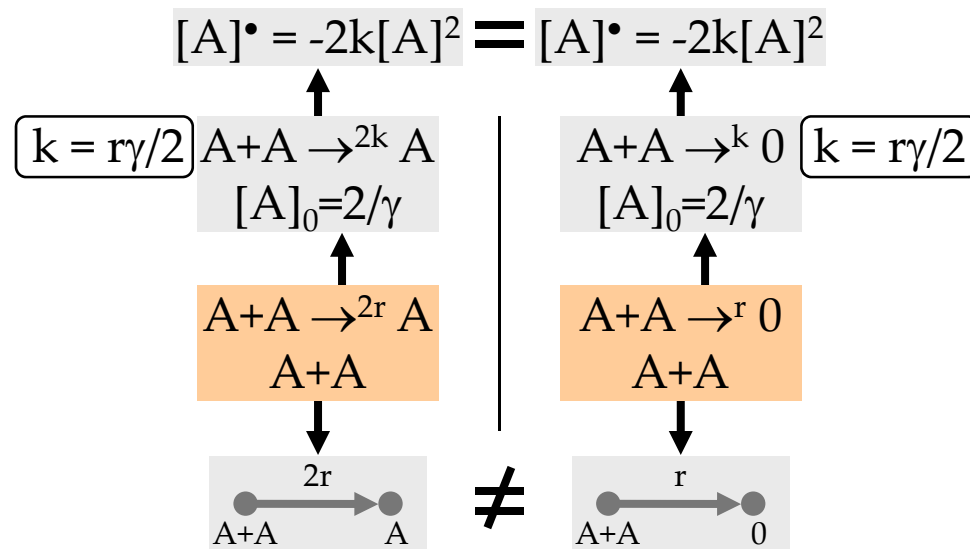 [A]• = -2k[A]² = [A]• = -2k[A]²
k = rγ/2 A+A →²ᵏ A
[A]₀=2/γ
A+A →ᵏ 0 k = rγ/2
[A]₀=2/γ
A+A →²ʳ A
A+A
A+A →ʳ 0
A+A
2r
A+A A
≠
r
A+A 0